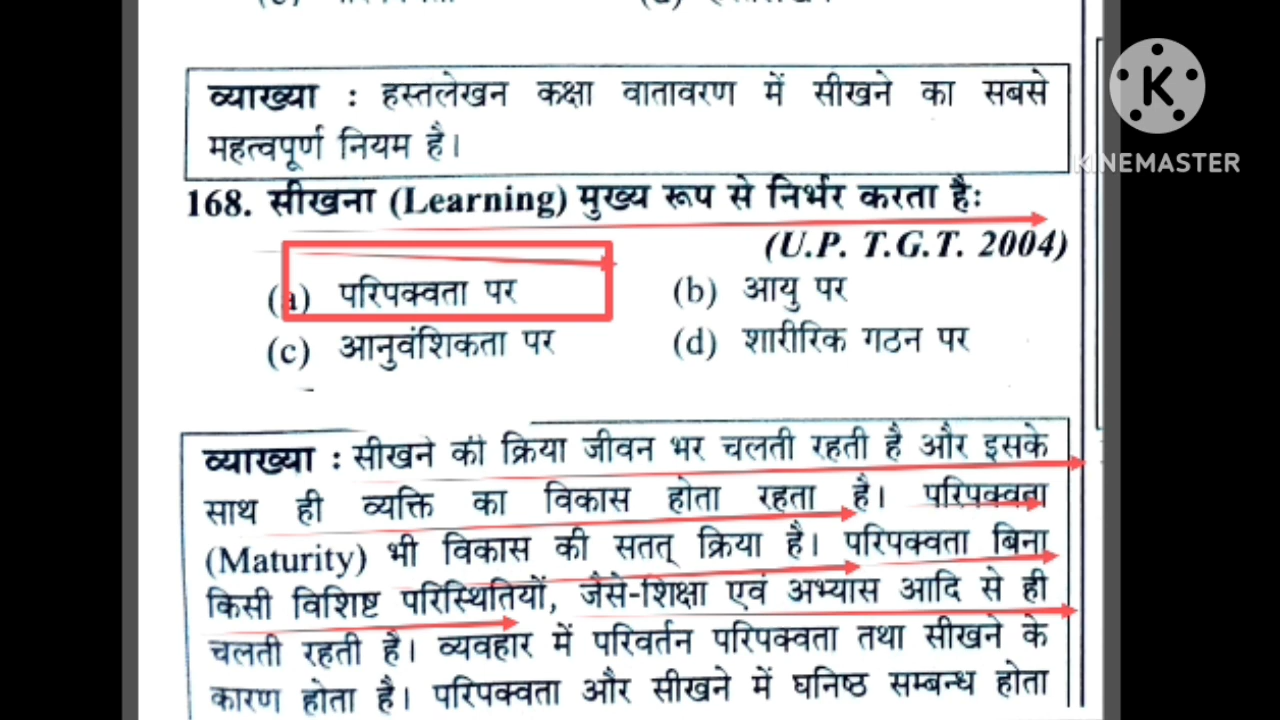 व्याख्या : हस्तलेखन कक्षा वातावरण में सीखने का सबसे
महत्वपूर्ण नियम है।
KINEMASTER
168. सीखना (Learning) मुख्य रूप से निर्भर करता हैः
(U.P. T.G.T. 2004)
(a) परिपक्वता पर (b) आयु पर
(c) आनुवंशिकता पर (d) शारीरिक गठन पर
व्याख्या : सीखने की क्रिया जीवन भर चलती रहती है और इसके
साथ ही व्यक्ति का विकास होता रहता है। परिपक्वता
(Maturity) भी विकास की सतत् क्रिया है। परिपक्वता बिना
किसी विशिष्ट परिस्थितियों, जैसे-शिक्षा एवं अभ्यास आदि से ही
चलती रहती है। व्यवहार में परिवर्तन परिपक्वता तथा सीखने के
कारण होता है। परिपक्वता और सीखने में घनिष्ठ सम्बन्ध होता